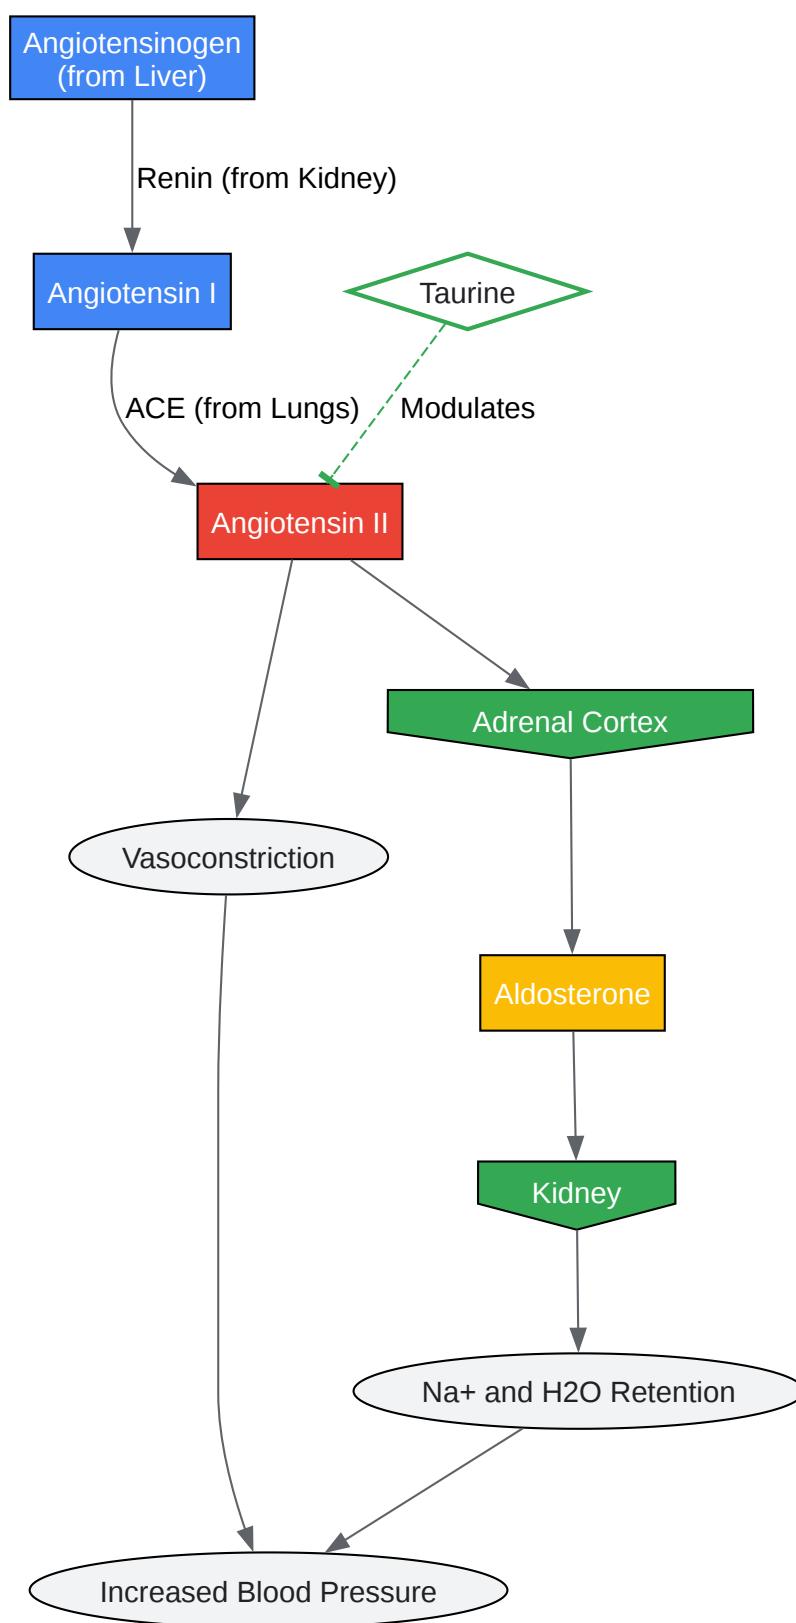 Angiotensinogen
(from Liver)
Renin (from Kidney)
Angiotensin I
Taurine
ACE (from Lungs)
Modulates
Angiotensin II
Adrenal Cortex
Vasoconstriction
Aldosterone
Kidney
Na+ and H2O Retention
Increased Blood Pressure